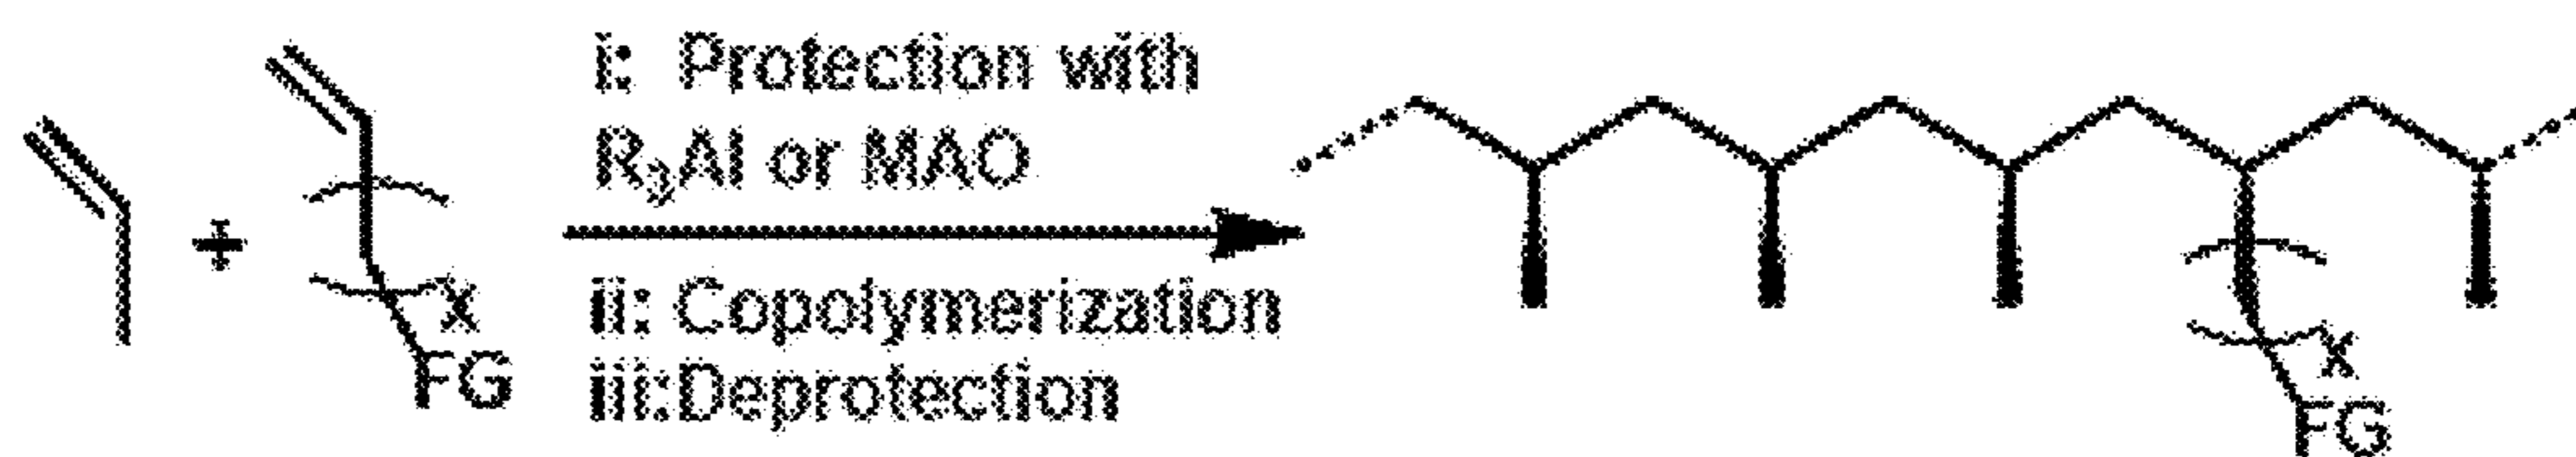 +
x
FG
i: Protection with
R₃Al or MAO
ii: Copolymerization
iii:Deprotection
x
FG